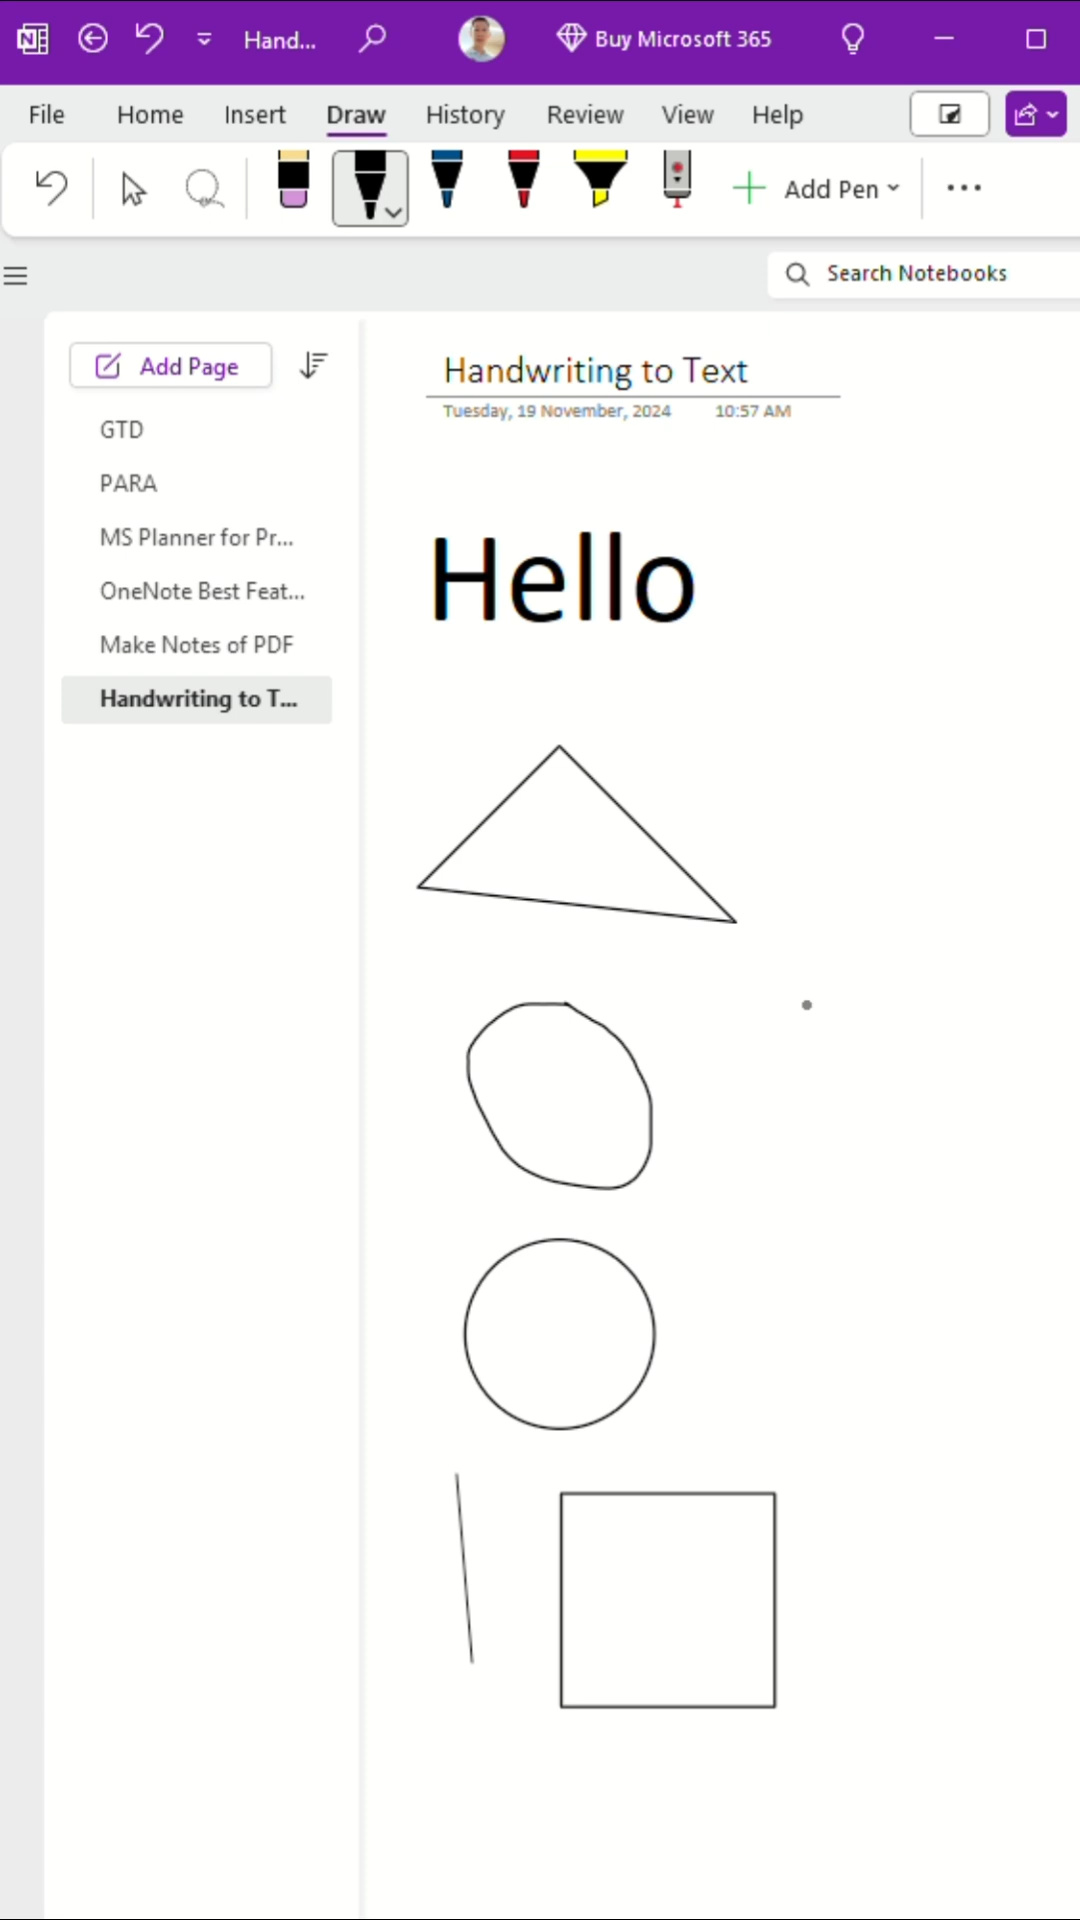 Hand...
Buy Microsoft 365
File Home Insert Draw History Review View Help
Add Pen
Search Notebooks
Add Page
GTD
PARA
MS Planner for Pr...
OneNote Best Feat...
Make Notes of PDF
Handwriting to T...
Handwriting to Text
Tuesday, 19 November, 2024 10:57 AM
Hello